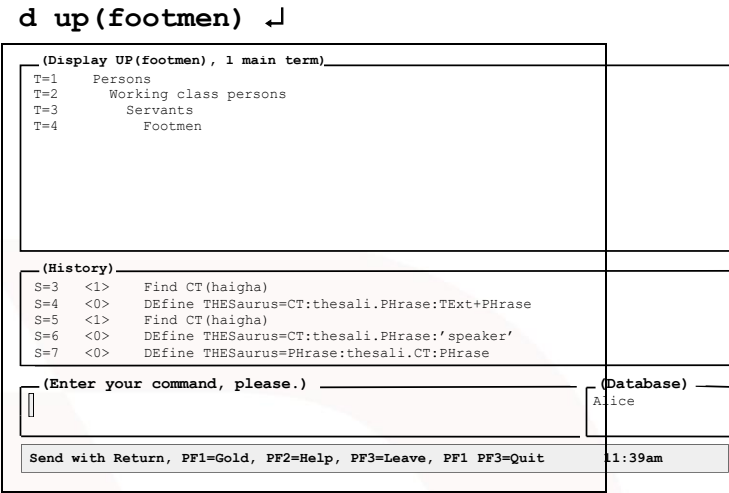 d up(footmen) ↵
(Display UP(footmen), 1 main term)
T=1 Persons
T=2 Working class persons
T=3 Servants
T=4 Footmen
(History)
S=3 <1> Find CT(haigha)
S=4 <0> DEfine THESaurus=CT:thesali.PHrase:TExt+PHrase
S=5 <1> Find CT(haigha)
S=6 <0> DEfine THESaurus=CT:thesali.PHrase:’speaker’
S=7 <0> DEfine THESaurus=PHrase:thesali.CT:PHrase
(Enter your command, please.) (Database)
Alice
Send with Return, PF1=Gold, PF2=Help, PF3=Leave, PF1 PF3=Quit 11:39am